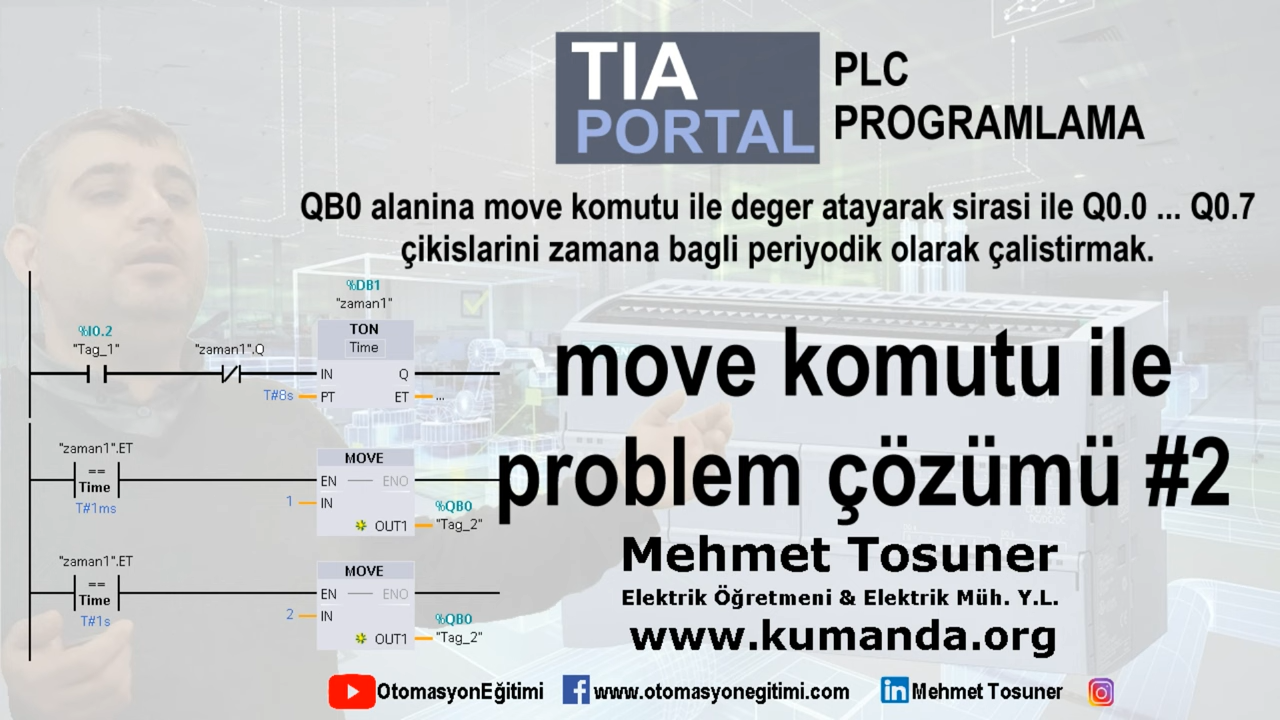 TIA
PORTAL
PLC
PROGRAMLAMA
QB0 alanina move komutu ile deger atayarak sirasi ile Q0.0 ... Q0.7
çikislarini zamana bagli periyodik olarak çalistirmak.
%DB1
"zaman1"
%I0.2
"Tag_1"
"zaman1".Q
TON
Time
IN
Q
T#8s
PT
ET
...
move komutu ile
problem çözümü #2
"zaman1".ET
==
Time
T#1ms
MOVE
EN
ENO
1
IN
OUT1
%QB0
"Tag_2"
"zaman1".ET
==
Time
T#1s
MOVE
EN
ENO
2
IN
OUT1
%QB0
"Tag_2"
Mehmet Tosuner
Elektrik Öğretmeni & Elektrik Müh. Y.L.
www.kumanda.org
OtomasyonEğitimi
www.otomasyonegitimi.com
Mehmet Tosuner